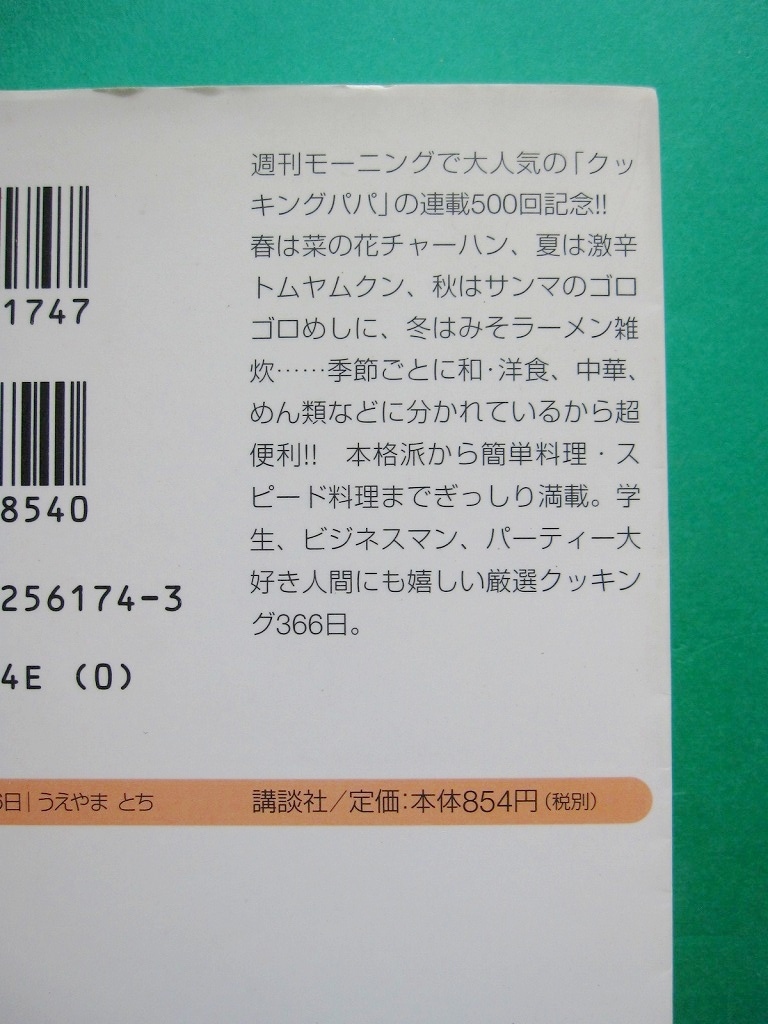 週刊モーニングで大人気の「クッ
キングパパ」の連載500回記念!!
春は菜の花チャーハン、夏は激辛
トムヤムクン、秋はサンマのゴロ
ゴロめしに、冬はみそラーメン雑
炊……季節ごとに和・洋食、中華、
めん類などに分かれているから超
便利!!　本格派から簡単料理・ス
ピード料理までぎっしり満載。学
生、ビジネスマン、パーティー大
好き人間にも嬉しい厳選クッキン
グ366日。
1747
8540
256174-3
4E (0)
6日|うえやま とち
講談社/定価:本体854円(税別)